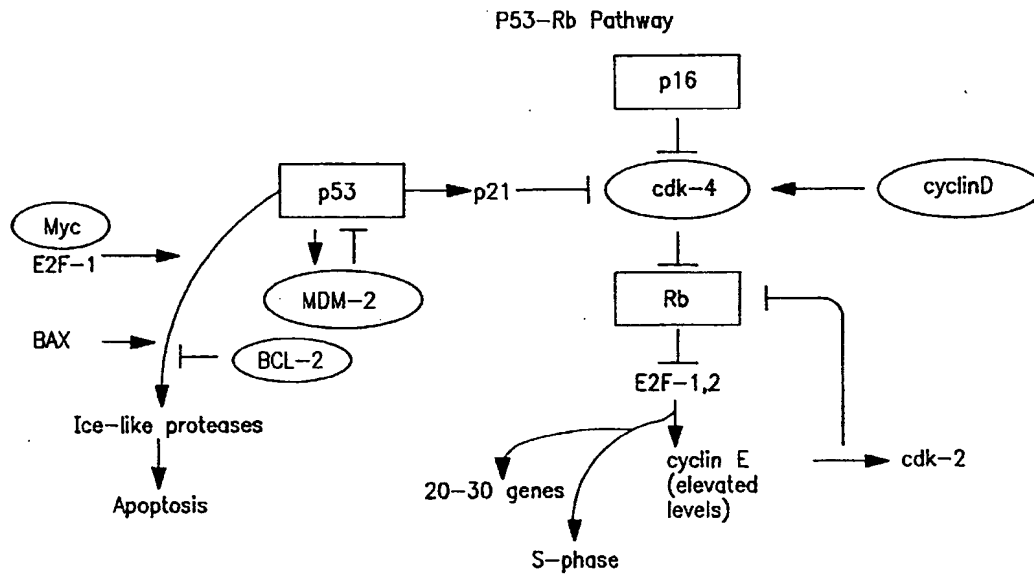 P53-Rb Pathway
p16
p53
p21
cdk-4
cyclinD
Myc
E2F-1
MDM-2
Rb
BAX
BCL-2
E2F-1,2
Ice-like proteases
20-30 genes
cyclin E
(elevated
levels)
cdk-2
Apoptosis
S-phase